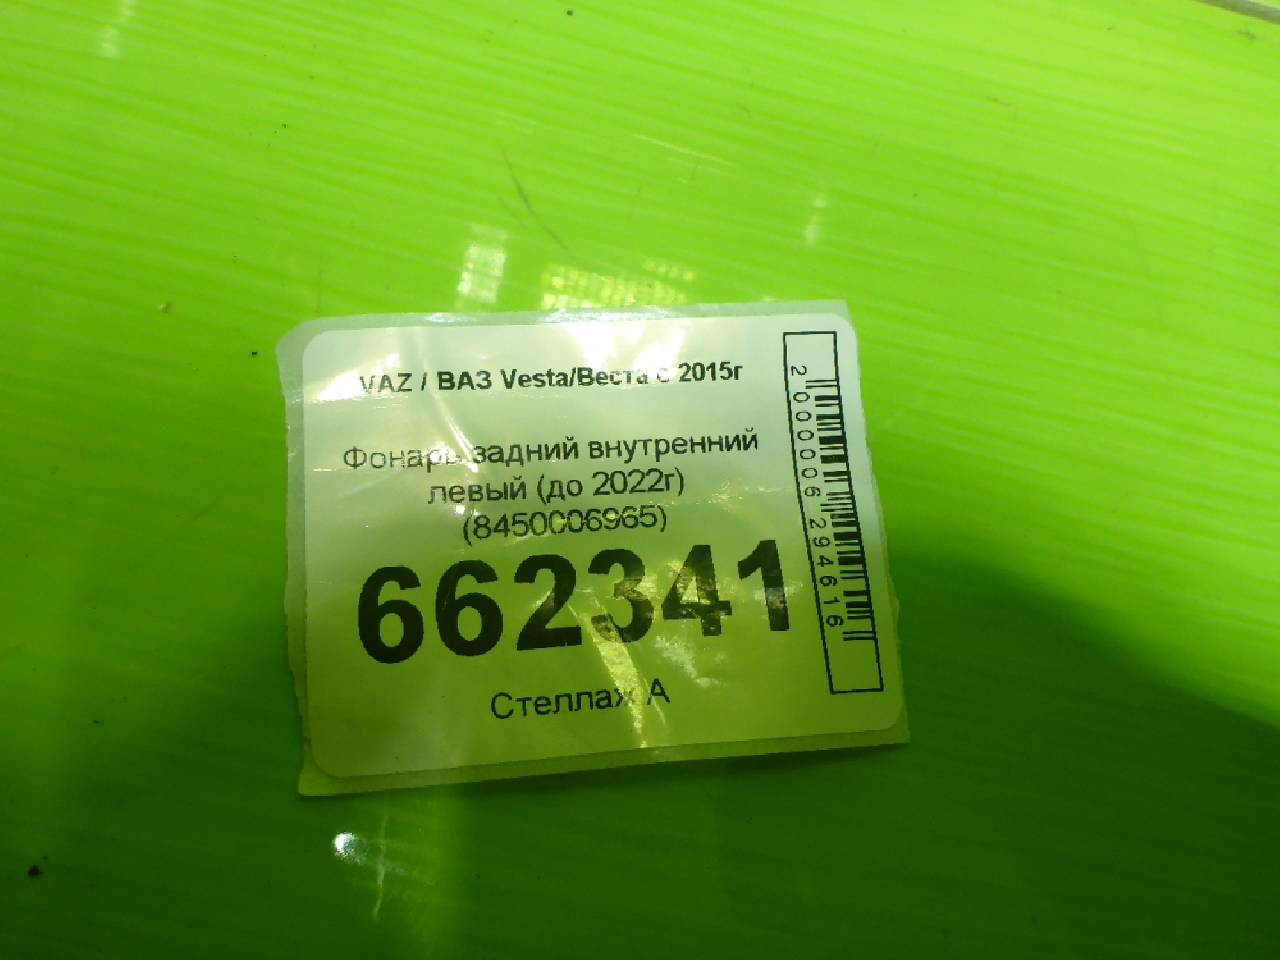 VAZ / ВАЗ Vesta/Веста с 2015г
Фонарь задний внутренний
левый (до 2022г)
(8450006965)
662341
Стеллаж А
2000006294616